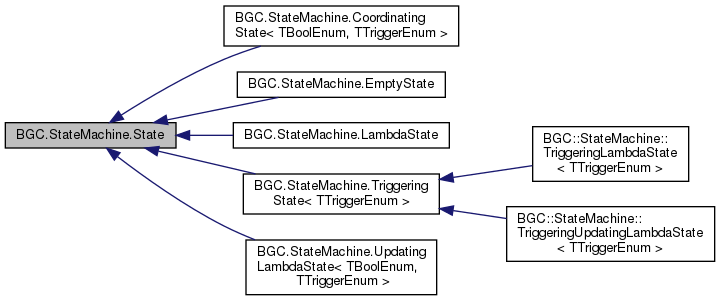 BGC.StateMachine.Coordinating
State< TBoolEnum, TTriggerEnum >
BGC.StateMachine.EmptyState
BGC.StateMachine.State
BGC.StateMachine.LambdaState
BGC::StateMachine::
TriggeringLambdaState
< TTriggerEnum >
BGC.StateMachine.Triggering
State< TTriggerEnum >
BGC::StateMachine::
TriggeringUpdatingLambdaState
< TTriggerEnum >
BGC.StateMachine.Updating
LambdaState< TBoolEnum,
TTriggerEnum >